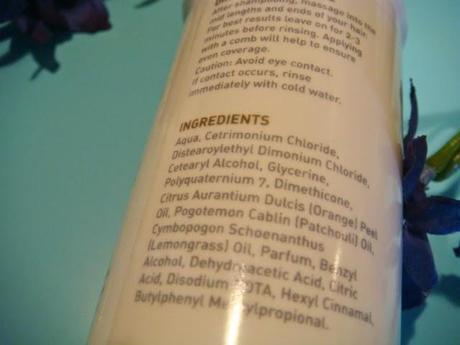 After shampooing, massage into the
mid lengths and ends of your hair.
For best results leave on for 2-3
minutes before rinsing. Applying
with a comb will help to ensure
even coverage.
Caution: Avoid eye contact.
If contact occurs, rinse
immediately with cold water.
INGREDIENTS
Aqua, Cetrimonium Chloride,
Distearoylethyl Dimonium Chloride,
Cetearyl Alcohol, Glycerine,
Polyquaternium 7, Dimethicone,
Citrus Aurantium Dulcis (Orange) Peel
Oil, Pogotemon Cablin (Patchouli) Oil,
Cymbopogon Schoenanthus
(Lemongrass) Oil, Parfum, Benzyl
Alcohol, Dehydroacetic Acid, Citric
Acid, Disodium EDTA, Hexyl Cinnamal,
Butylphenyl Methylpropional.